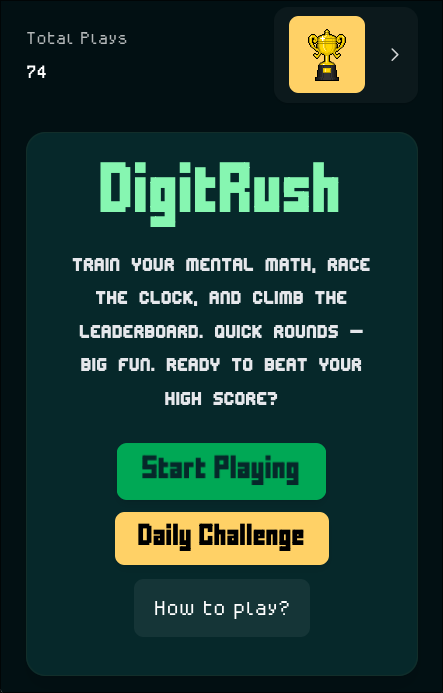 Total Plays
74
DigitRush
TRAIN YOUR MENTAL MATH, RACE
THE CLOCK, AND CLIMB THE
LEADERBOARD. QUICK ROUNDS —
BIG FUN. READY TO BEAT YOUR
HIGH SCORE?
Start Playing
Daily Challenge
How to play?